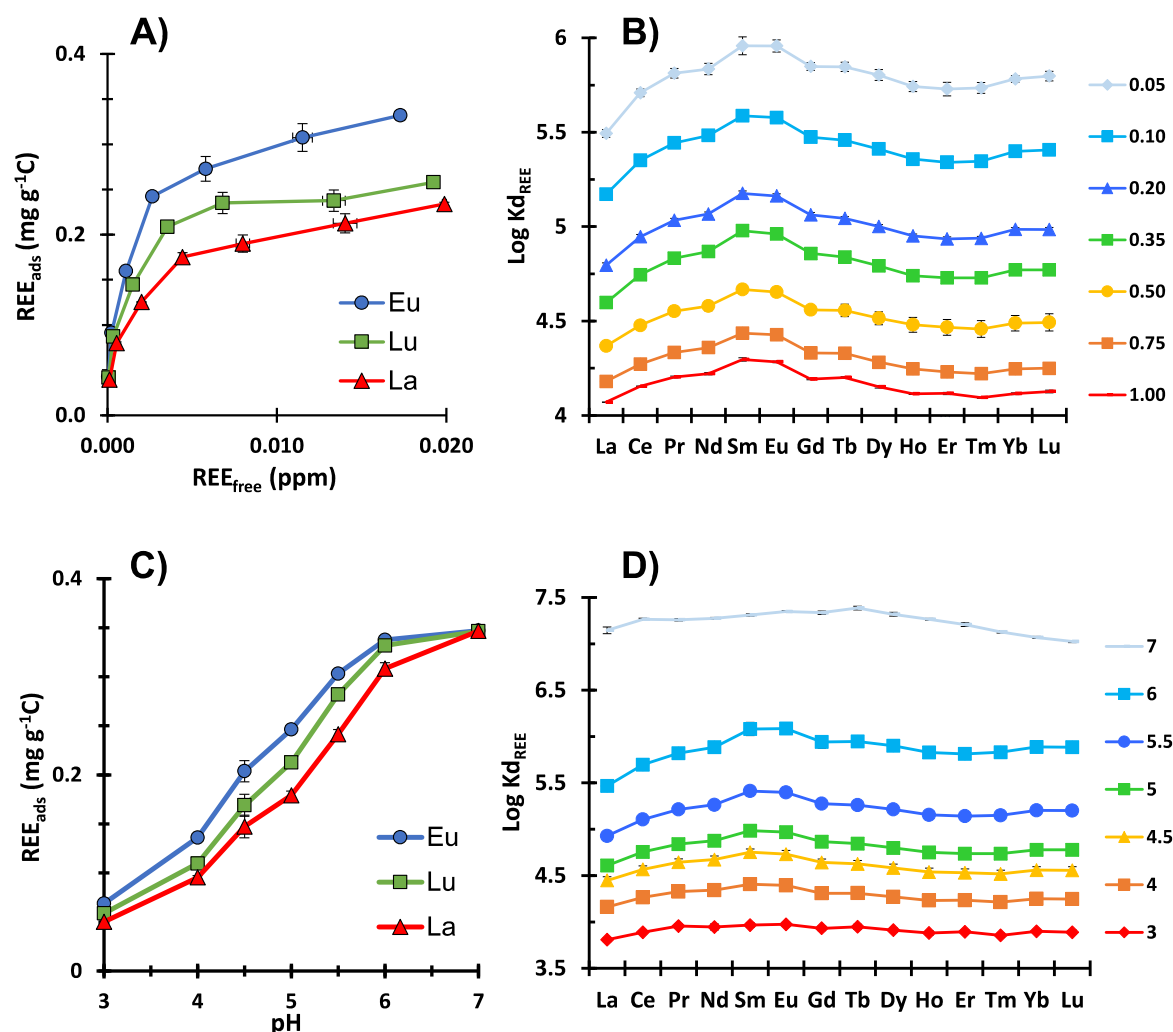 A)
0.4
0.2
0.0
REE_ads (mg g⁻¹C)
Eu
Lu
La
0.000 0.010 0.020
REE_free (ppm)
B)
6
5.5
5
4.5
4
Log Kd_REE
La Ce Pr Nd Sm Eu Gd Tb Dy Ho Er Tm Yb Lu
0.05
0.10
0.20
0.35
0.50
0.75
1.00
C)
0.4
0.2
0
REE_ads (mg g⁻¹C)
Eu
Lu
La
3 4 5 6 7
pH
D)
7.5
6.5
5.5
4.5
3.5
Log Kd_REE
La Ce Pr Nd Sm Eu Gd Tb Dy Ho Er Tm Yb Lu
7
6
5.5
5
4.5
4
3